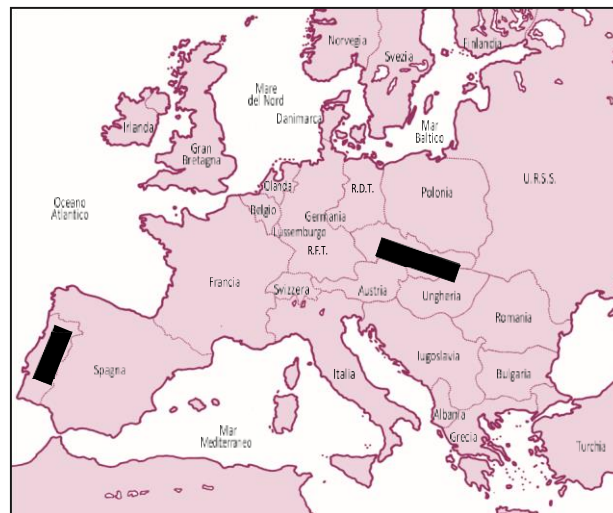 Norvegia
Svezia
Finlandia
Mare
del Nord
Danimarca
Mar
Baltico
Irlanda
Gran
Bretagna
U.R.S.S.
Olanda
R.D.T.
Polonia
Oceano
Atlantico
Belgio
Germania
Lussemburgo
R.F.T.
Francia
Svizzera
Austria
Ungheria
Romania
Iugoslavia
Spagna
Italia
Bulgaria
Albania
Mar
Mediterraneo
Grecia
Turchia